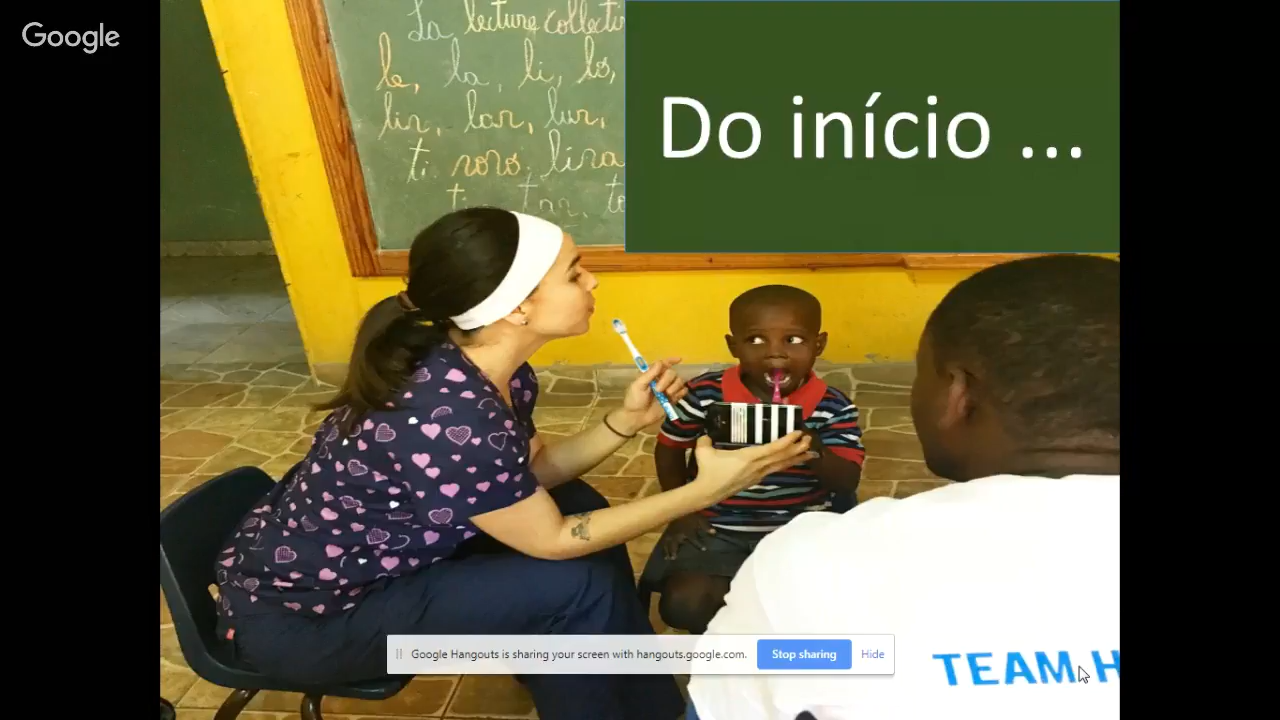 Google
La lecture collecti
le, la, li, lo,
lir, lar, lur,
ti roro lira
Do início ...
Google Hangouts is sharing your screen with hangouts.google.com.
Stop sharing
Hide
TEAM H